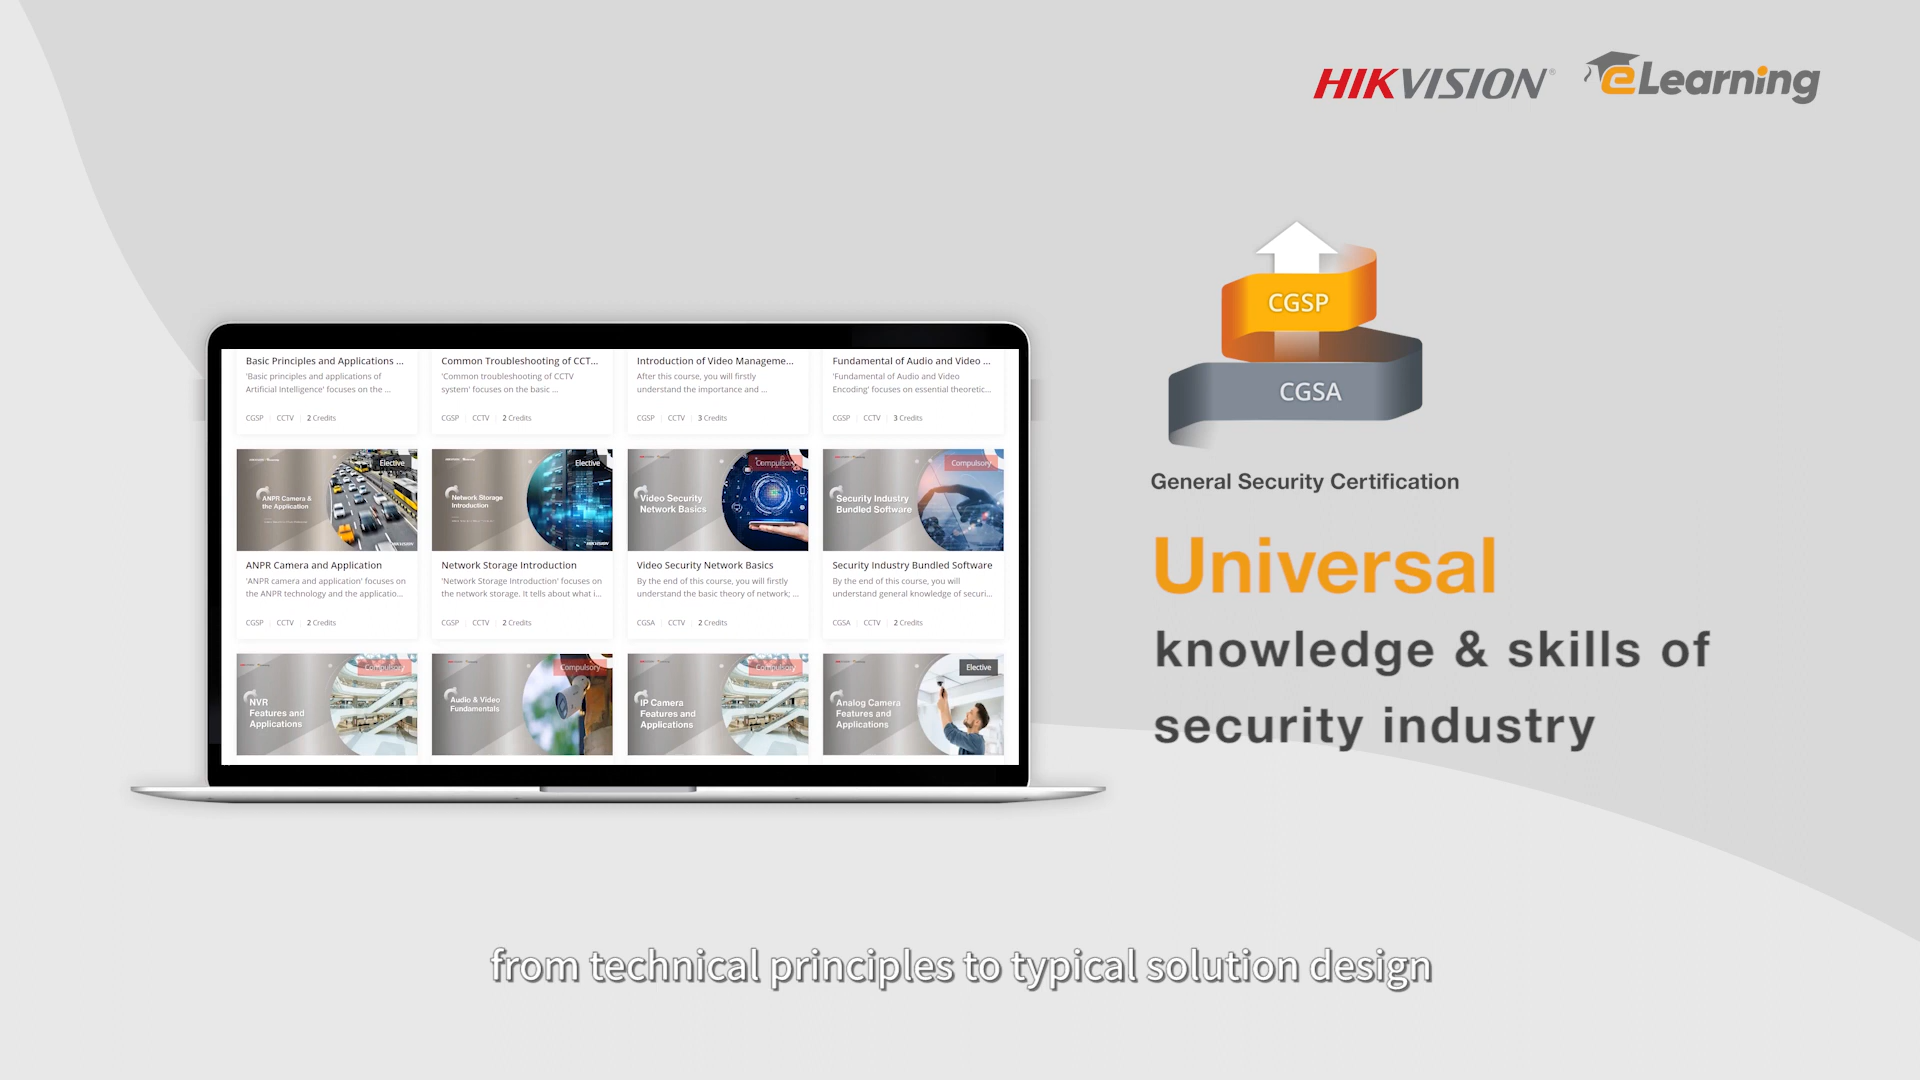 HIKVISION
eLearning
Basic Principles and Applications ...
'Basic principles and applications of
Artificial Intelligence' focuses on the ...
CGSP | CCTV | 2 Credits
Common Troubleshooting of CCT...
'Common troubleshooting of CCTV
system' focuses on the basic ...
CGSP | CCTV | 2 Credits
Introduction of Video Manageme...
After this course, you will firstly
understand the importance and ...
CGSP | CCTV | 3 Credits
Fundamental of Audio and Video ...
'Fundamental of Audio and Video
Encoding' focuses on essential theoretic...
CGSP | CCTV | 3 Credits
Elective
ANPR Camera &
the Application
HIKVISION
ANPR Camera and Application
'ANPR camera and application' focuses on
the ANPR technology and the applicatio...
CGSP | CCTV | 2 Credits
Elective
Network Storage
Introduction
HIKVISION
Network Storage Introduction
'Network Storage Introduction' focuses on
the network storage. It tells about what i...
CGSP | CCTV | 2 Credits
Compulsory
Video Security
Network Basics
Video Security Network Basics
By the end of this course, you will firstly
understand the basic theory of network; ...
CGSA | CCTV | 2 Credits
Compulsory
Security Industry
Bundled Software
Security Industry Bundled Software
By the end of this course, you will
understand general knowledge of securi...
CGSA | CCTV | 2 Credits
Compulsory
NVR
Features and
Applications
Compulsory
Audio & Video
Fundamentals
Compulsory
IP Camera
Features and
Applications
Elective
Analog Camera
Features and
Applications
CGSP
CGSA
General Security Certification
Universal
knowledge & skills of
security industry
from technical principles to typical solution design